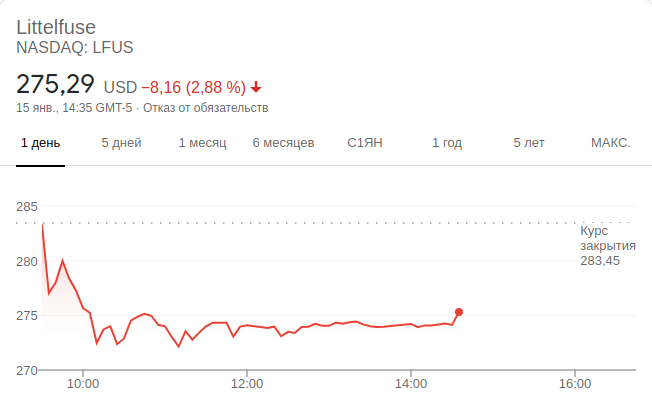 Littelfuse
NASDAQ: LFUS
275,29 USD −8,16 (2,88 %)
15 янв., 14:35 GMT-5 · Отказ от обязательств
1 день 5 дней 1 месяц 6 месяцев С1ЯН 1 год 5 лет МАКС.
285
Курс
закрытия
283,45
280
275
270
10:00 12:00 14:00 16:00